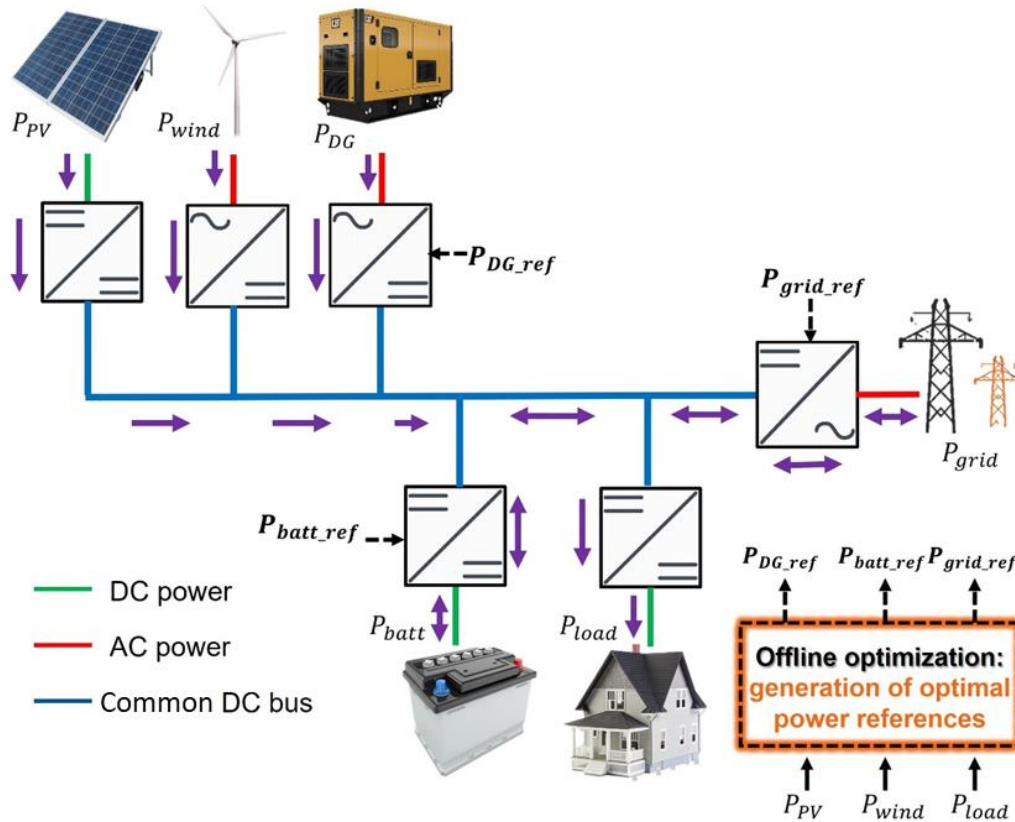 P_PV
P_wind
P_DG
P_DG_ref
P_grid_ref
P_grid
P_batt_ref
P_DG_ref P_batt_ref P_grid_ref
DC power
AC power
Common DC bus
P_batt
P_load
Offline optimization:
generation of optimal
power references
P_PV P_wind P_load